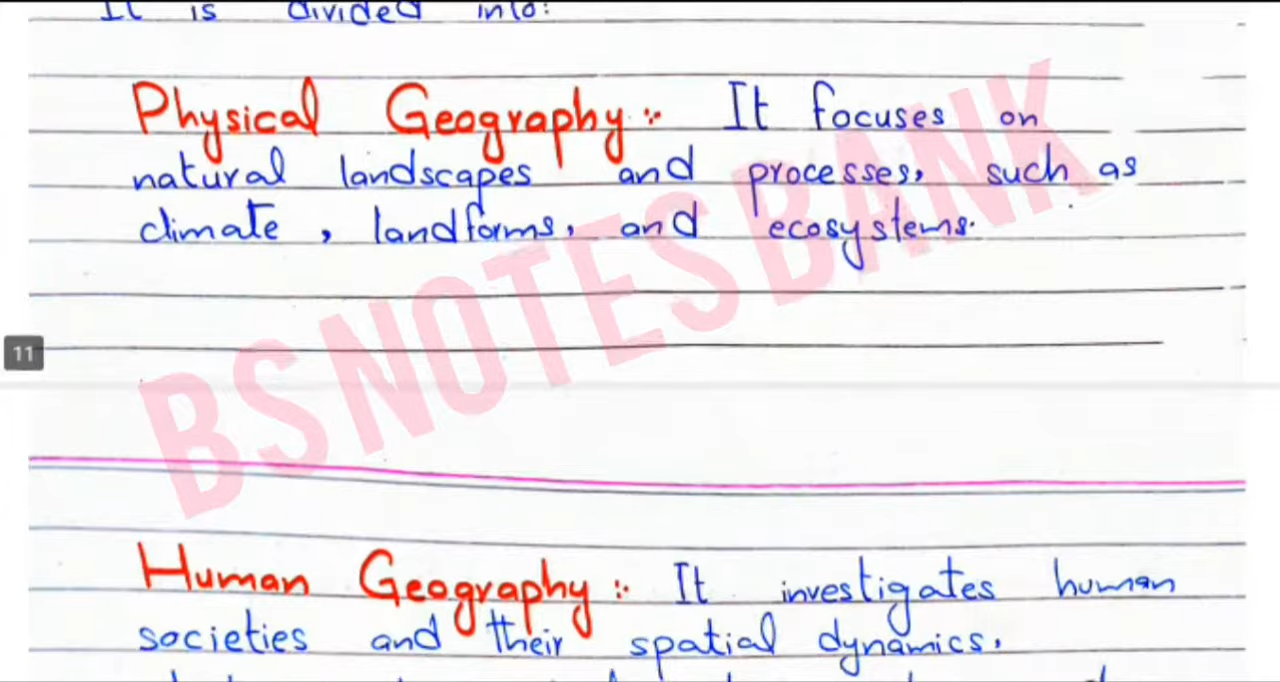 It is divided into:
Physical Geography:- It focuses on
natural landscapes and processes, such as
climate, landforms, and ecosystems.
BSNOTESBANK
11
Human Geography:- It investigates human
societies and their spatial dynamics,